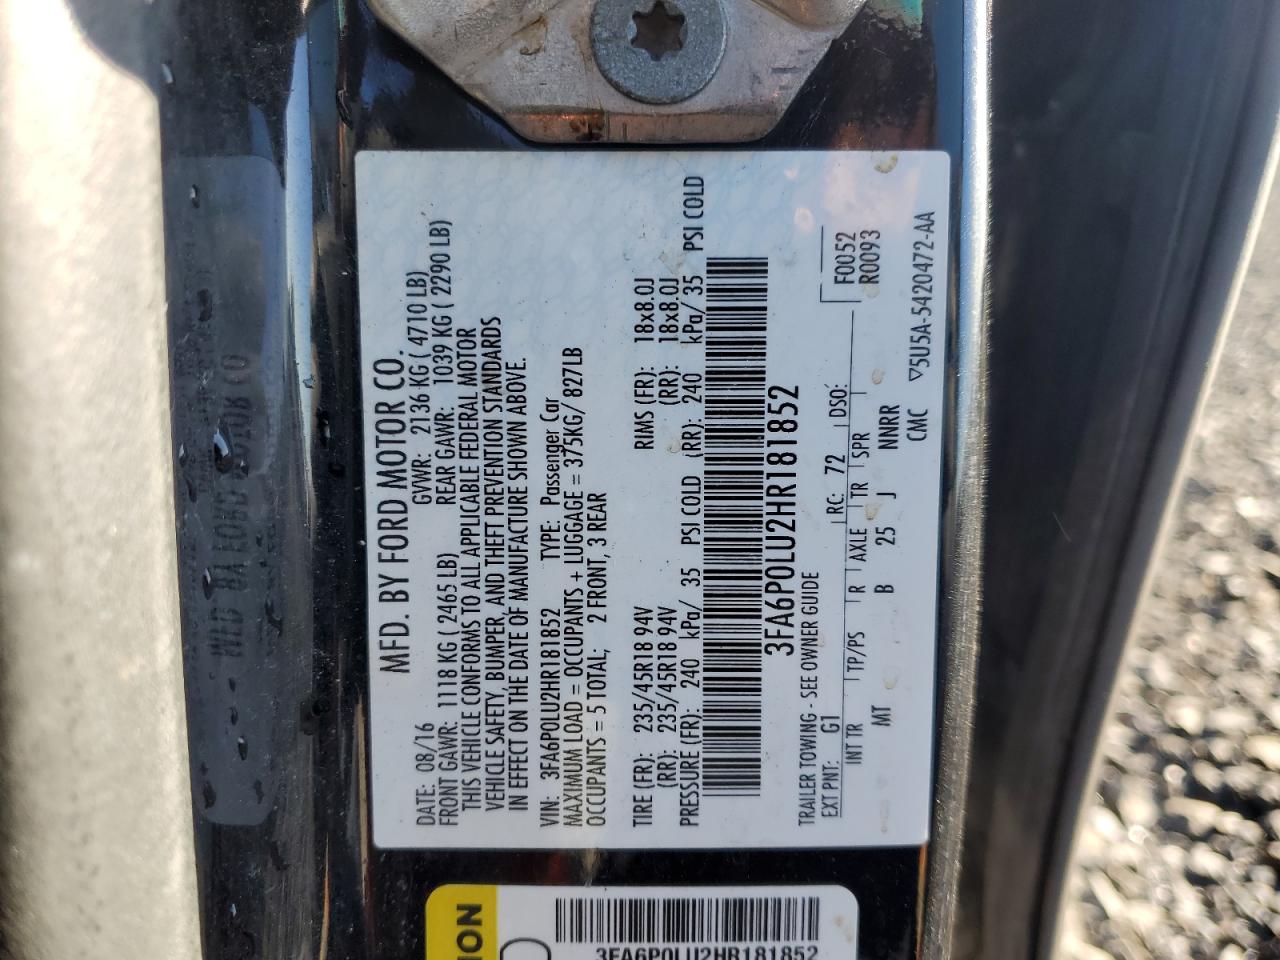 MFD. BY FORD MOTOR CO.
DATE: 08/16 GVWR: 2136 KG ( 4710 LB)
FRONT GAWR: 1118 KG ( 2465 LB) REAR GAWR: 1039 KG ( 2290 LB)
THIS VEHICLE CONFORMS TO ALL APPLICABLE FEDERAL MOTOR
VEHICLE SAFETY, BUMPER, AND THEFT PREVENTION STANDARDS
IN EFFECT ON THE DATE OF MANUFACTURE SHOWN ABOVE.
VIN: 3FA6P0LU2HR181852 TYPE: Passenger Car
MAXIMUM LOAD = OCCUPANTS + LUGGAGE = 375KG/ 827LB
OCCUPANTS = 5 TOTAL; 2 FRONT, 3 REAR
TIRE (FR): 235/45R18 94V RIMS (FR): 18x8.0J
(RR): 235/45R18 94V (RR): 18x8.0J
PRESSURE (FR): 240 kPa/ 35 PSI COLD (RR): 240 kPa/ 35 PSI COLD
3FA6P0LU2HR181852
TRAILER TOWING - SEE OWNER GUIDE F0052
EXT PNT: G1 RC: 72 DSO: R0093
INT TR TP/PS R AXLE TR SPR
MT B 25 J NNRR
CMC
▽5U5A-5420472-AA
ION
3FA6P0LU2HR181852